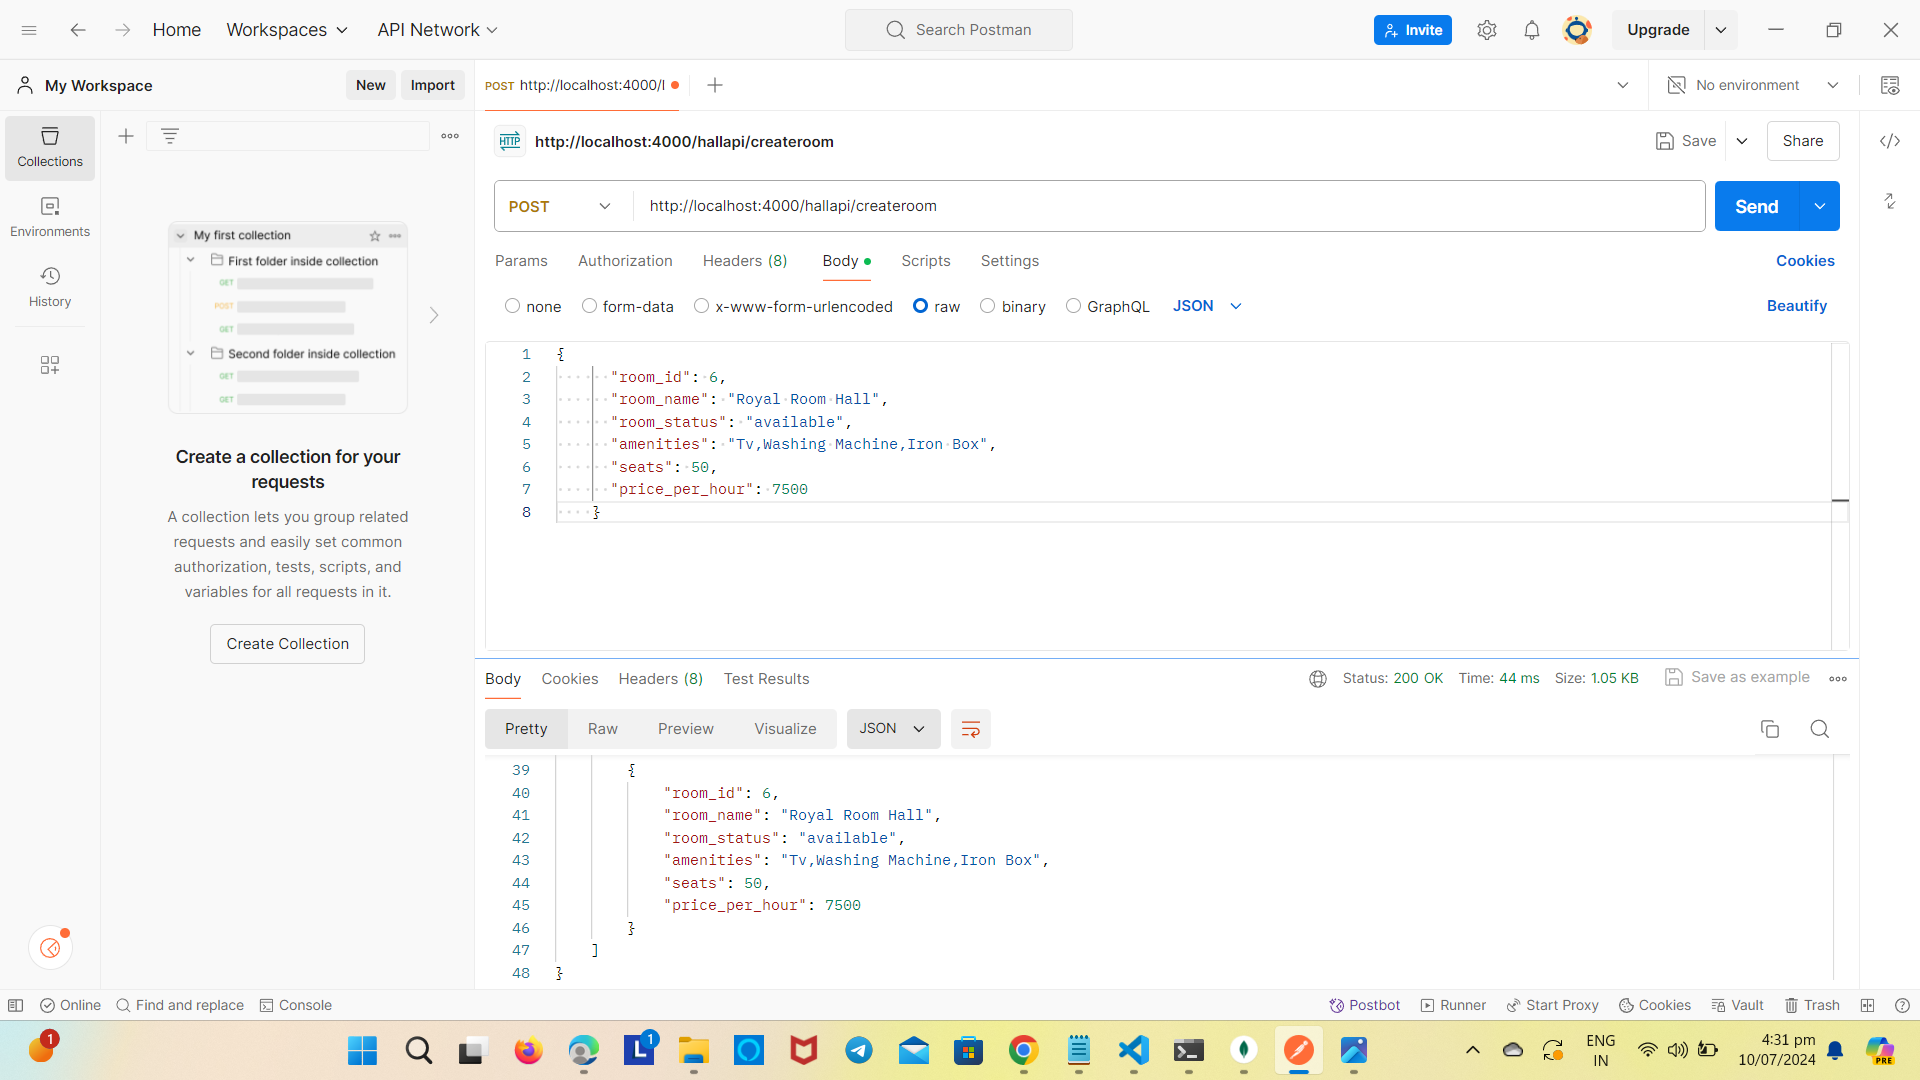 Home
Workspaces
API Network
Search Postman
Invite
Upgrade
My Workspace
New
Import
POST http://localhost:4000/l
No environment
Collections
Environments
History
My first collection
First folder inside collection
GET
POST
GET
Second folder inside collection
GET
GET
Create a collection for your
requests
A collection lets you group related
requests and easily set common
authorization, tests, scripts, and
variables for all requests in it.
Create Collection
HTTP http://localhost:4000/hallapi/createroom
Save
Share
POST
http://localhost:4000/hallapi/createroom
Send
Params
Authorization
Headers (8)
Body
Scripts
Settings
Cookies
none
form-data
x-www-form-urlencoded
raw
binary
GraphQL
JSON
Beautify
1 {
2 "room_id": 6,
3 "room_name": "Royal Room Hall",
4 "room_status": "available",
5 "amenities": "Tv,Washing Machine,Iron Box",
6 "seats": 50,
7 "price_per_hour": 7500
8 }
Body
Cookies
Headers (8)
Test Results
Status: 200 OK
Time: 44 ms
Size: 1.05 KB
Save as example
Pretty
Raw
Preview
Visualize
JSON
39 {
40 "room_id": 6,
41 "room_name": "Royal Room Hall",
42 "room_status": "available",
43 "amenities": "Tv,Washing Machine,Iron Box",
44 "seats": 50,
45 "price_per_hour": 7500
46 }
47 ]
48 }
Online
Find and replace
Console
Postbot
Runner
Start Proxy
Cookies
Vault
Trash
1
L
1
ENG
IN
4:31 pm
10/07/2024
PRE